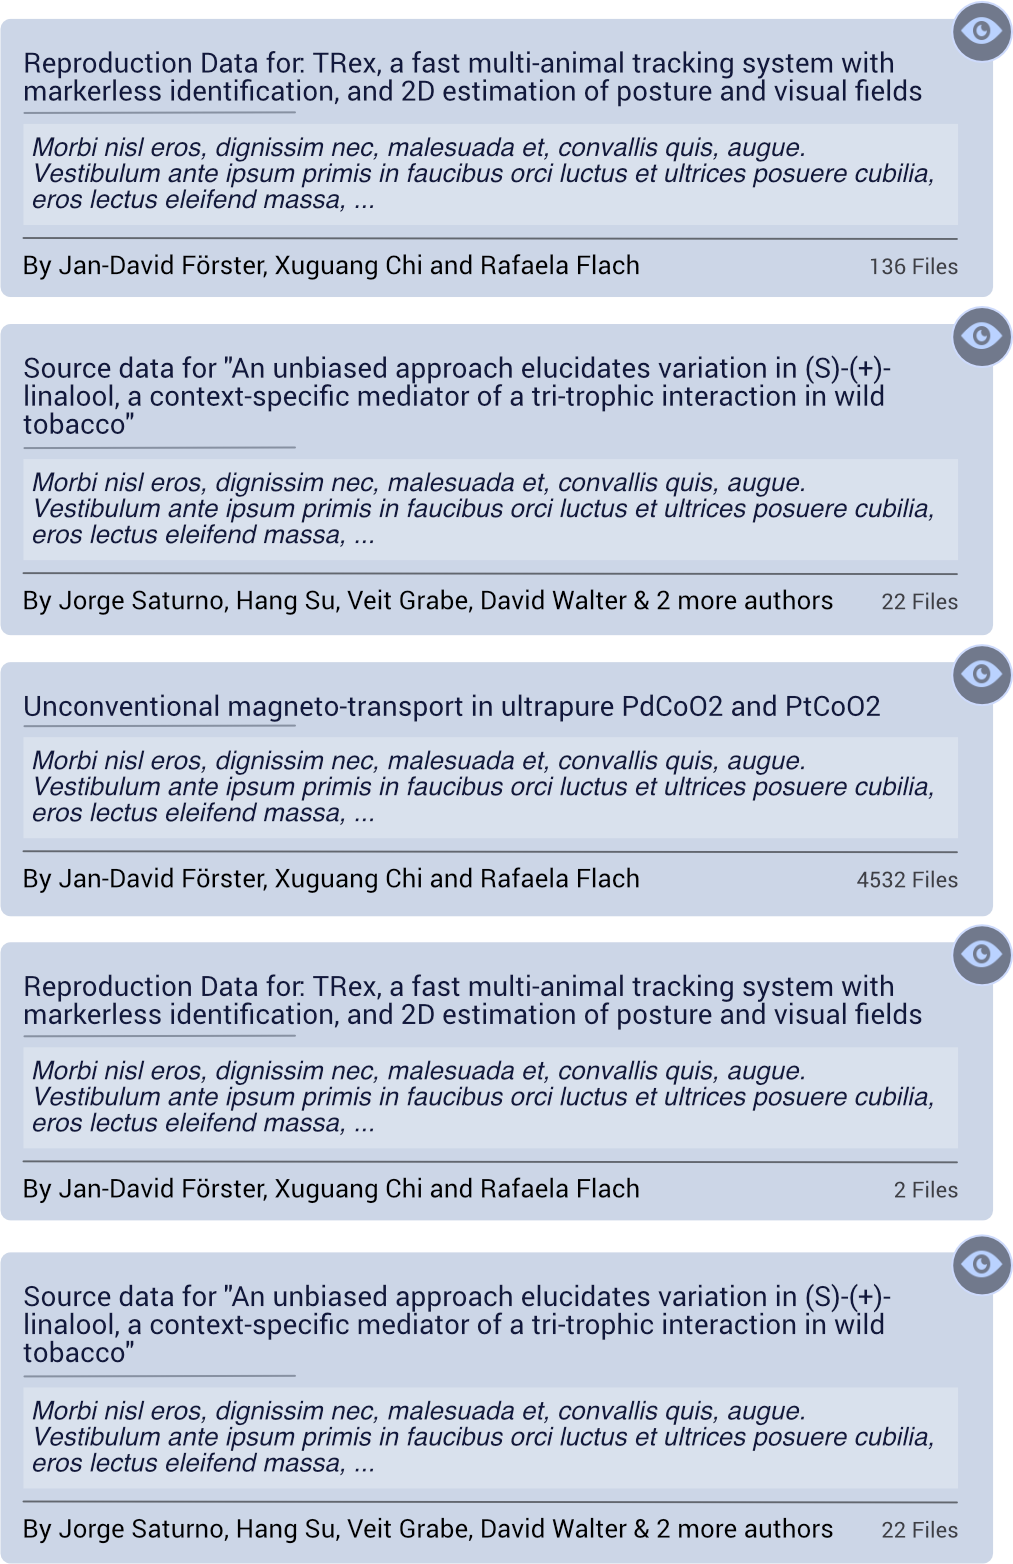 Reproduction Data for: TRex, a fast multi-animal tracking system with
markerless identification, and 2D estimation of posture and visual fields
Morbi nisl eros, dignissim nec, malesuada et, convallis quis, augue.
Vestibulum ante ipsum primis in faucibus orci luctus et ultrices posuere cubilia,
eros lectus eleifend massa, ...
By Jan-David Förster, Xuguang Chi and Rafaela Flach 136 Files
Source data for "An unbiased approach elucidates variation in (S)-(+)-
linalool, a context-specific mediator of a tri-trophic interaction in wild
tobacco"
Morbi nisl eros, dignissim nec, malesuada et, convallis quis, augue.
Vestibulum ante ipsum primis in faucibus orci luctus et ultrices posuere cubilia,
eros lectus eleifend massa, ...
By Jorge Saturno, Hang Su, Veit Grabe, David Walter & 2 more authors 22 Files
Unconventional magneto-transport in ultrapure PdCoO2 and PtCoO2
Morbi nisl eros, dignissim nec, malesuada et, convallis quis, augue.
Vestibulum ante ipsum primis in faucibus orci luctus et ultrices posuere cubilia,
eros lectus eleifend massa, ...
By Jan-David Förster, Xuguang Chi and Rafaela Flach 4532 Files
Reproduction Data for: TRex, a fast multi-animal tracking system with
markerless identification, and 2D estimation of posture and visual fields
Morbi nisl eros, dignissim nec, malesuada et, convallis quis, augue.
Vestibulum ante ipsum primis in faucibus orci luctus et ultrices posuere cubilia,
eros lectus eleifend massa, ...
By Jan-David Förster, Xuguang Chi and Rafaela Flach 2 Files
Source data for "An unbiased approach elucidates variation in (S)-(+)-
linalool, a context-specific mediator of a tri-trophic interaction in wild
tobacco"
Morbi nisl eros, dignissim nec, malesuada et, convallis quis, augue.
Vestibulum ante ipsum primis in faucibus orci luctus et ultrices posuere cubilia,
eros lectus eleifend massa, ...
By Jorge Saturno, Hang Su, Veit Grabe, David Walter & 2 more authors 22 Files